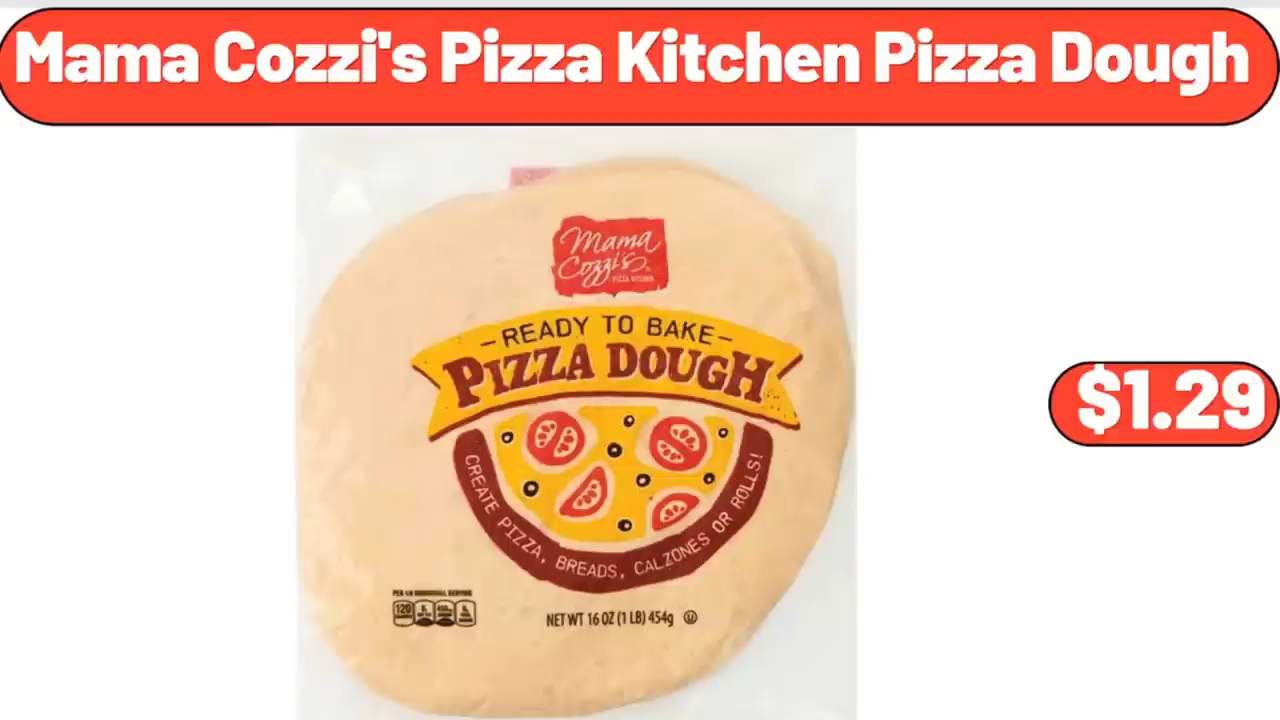 Mama Cozzi's Pizza Kitchen Pizza Dough
Mama
Cozzi's
PIZZA KITCHEN
-READY TO BAKE-
PIZZA DOUGH
CREATE PIZZA, BREADS, CALZONES OR ROLLS!
$1.29
120
NET WT 16 OZ (1 LB) 454g U